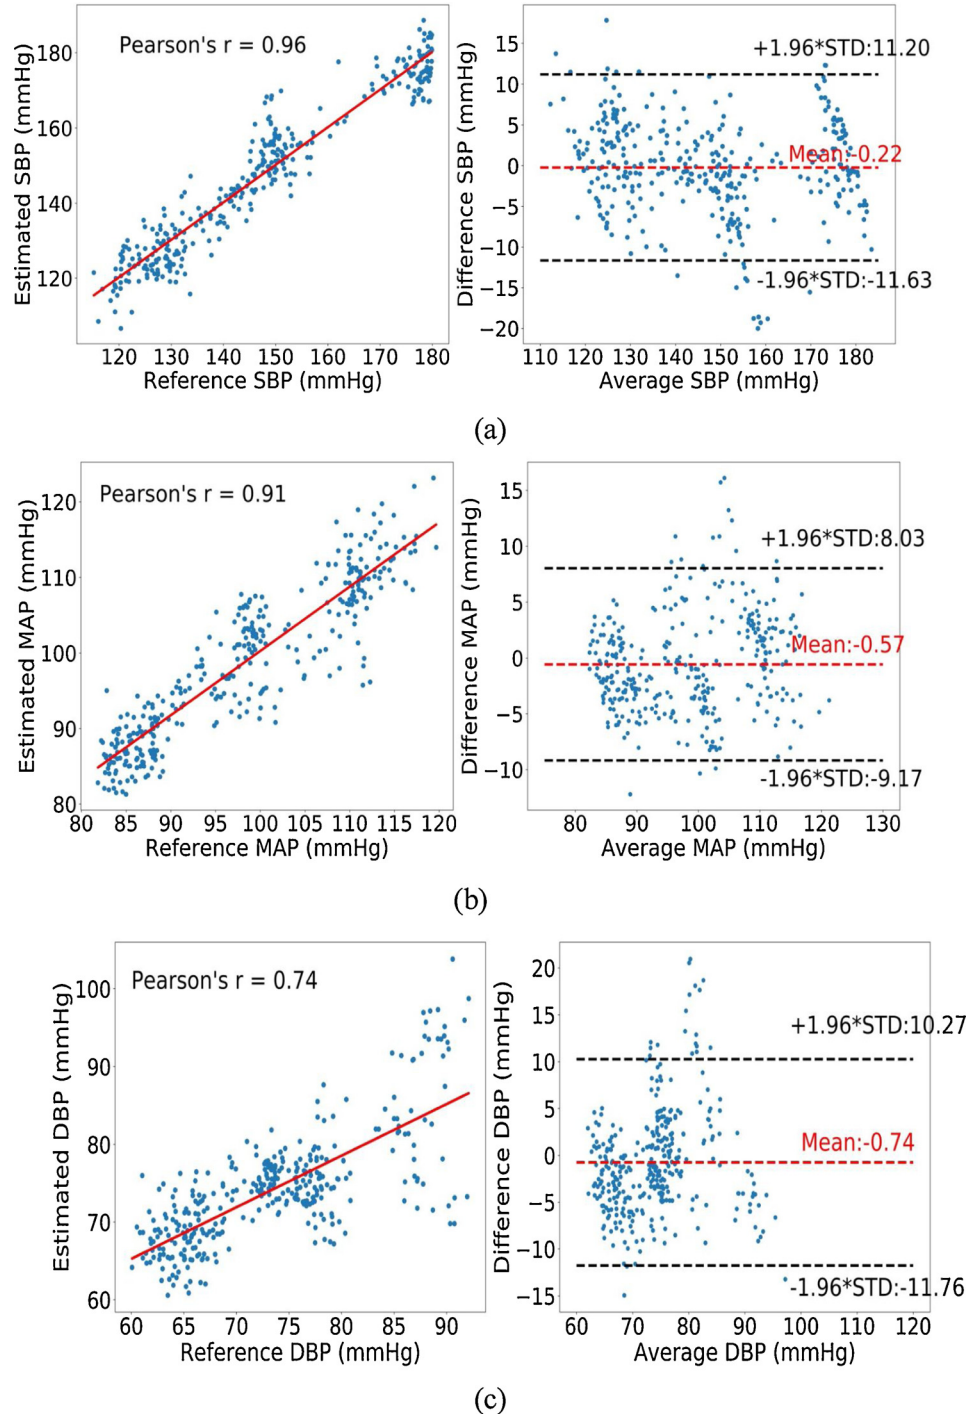 Pearson's r = 0.96
Estimated SBP (mmHg)
180
160
140
120
120 130 140 150 160 170 180
Reference SBP (mmHg)
+1.96*STD:11.20
Mean:-0.22
-1.96*STD:-11.63
Difference SBP (mmHg)
15
10
5
0
−5
−10
−15
−20
110 120 130 140 150 160 170 180
Average SBP (mmHg)
(a)
Pearson's r = 0.91
Estimated MAP (mmHg)
120
110
100
90
80
80 85 90 95 100 105 110 115 120
Reference MAP (mmHg)
+1.96*STD:8.03
Mean:-0.57
-1.96*STD:-9.17
Difference MAP (mmHg)
15
10
5
0
−5
−10
80 90 100 110 120 130
Average MAP (mmHg)
(b)
Pearson's r = 0.74
Estimated DBP (mmHg)
100
90
80
70
60
60 65 70 75 80 85 90
Reference DBP (mmHg)
+1.96*STD:10.27
Mean:-0.74
-1.96*STD:-11.76
Difference DBP (mmHg)
20
15
10
5
0
−5
−10
−15
60 70 80 90 100 110 120
Average DBP (mmHg)
(c)